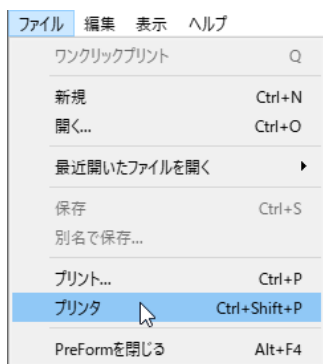 ファイル 編集 表示 ヘルプ
ワンクリックプリント Q
新規 Ctrl+N
開く... Ctrl+O
最近開いたファイルを開く
保存 Ctrl+S
別名で保存...
プリント... Ctrl+P
プリンタ Ctrl+Shift+P
PreFormを閉じる Alt+F4